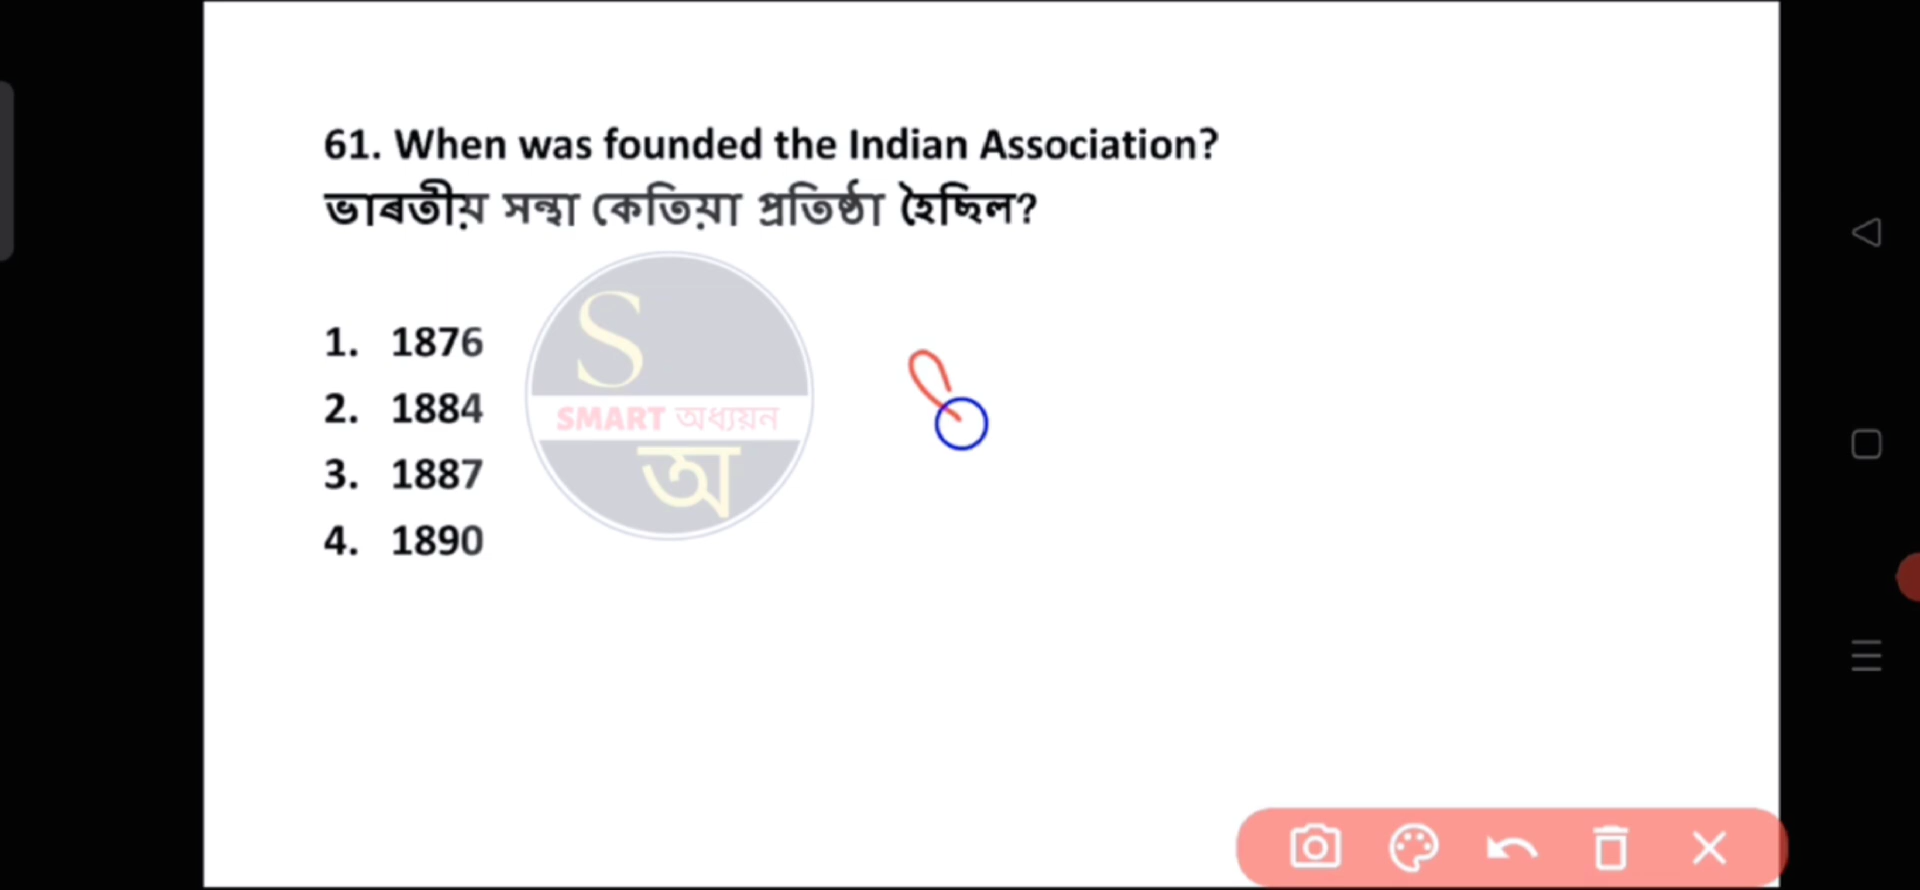 61. When was founded the Indian Association?
ভাৰতীয় সন্থা কেতিয়া প্ৰতিষ্ঠা হৈছিল?
1. 1876
2. 1884
3. 1887
4. 1890
S
SMART অধ্যয়ন
অ